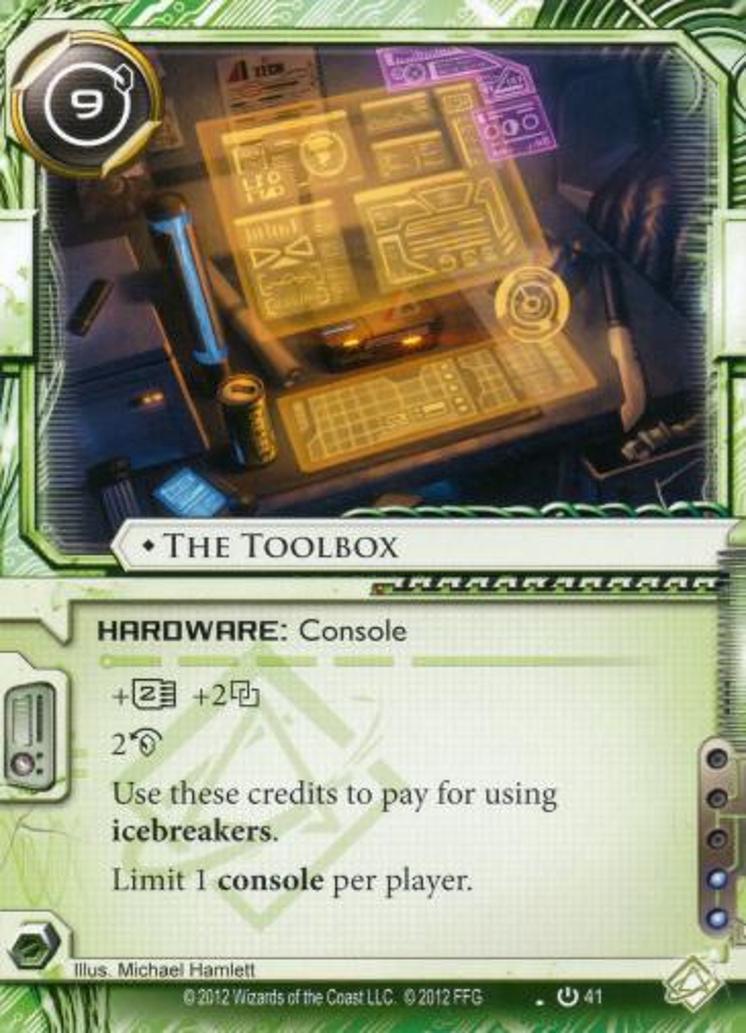 9
TECH
◆ THE TOOLBOX
HARDWARE: Console
+2 +2
2
Use these credits to pay for using
icebreakers.
Limit 1 console per player.
Illus. Michael Hamlett
© 2012 Wizards of the Coast LLC. © 2012 FFG
41